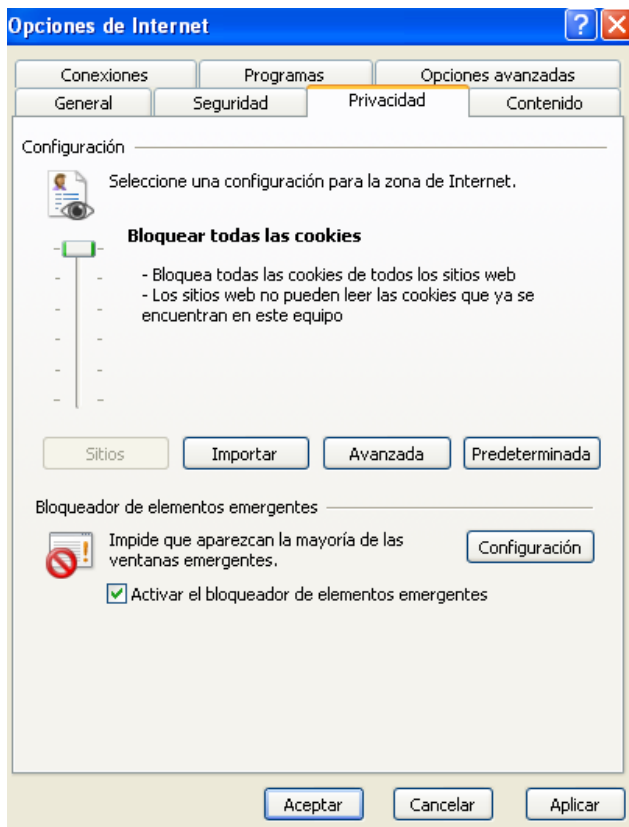 Opciones de Internet
Conexiones Programas Opciones avanzadas
General Seguridad Privacidad Contenido
Configuración
Seleccione una configuración para la zona de Internet.
Bloquear todas las cookies
- Bloquea todas las cookies de todos los sitios web
- Los sitios web no pueden leer las cookies que ya se
encuentran en este equipo
Sitios Importar Avanzada Predeterminada
Bloqueador de elementos emergentes
Impide que aparezcan la mayoría de las
ventanas emergentes.
Configuración
Activar el bloqueador de elementos emergentes
Aceptar Cancelar Aplicar